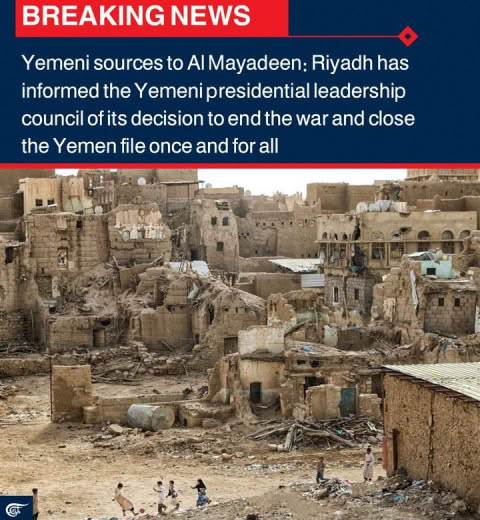 BREAKING NEWS
Yemeni sources to Al Mayadeen: Riyadh has
informed the Yemeni presidential leadership
council of its decision to end the war and close
the Yemen file once and for all